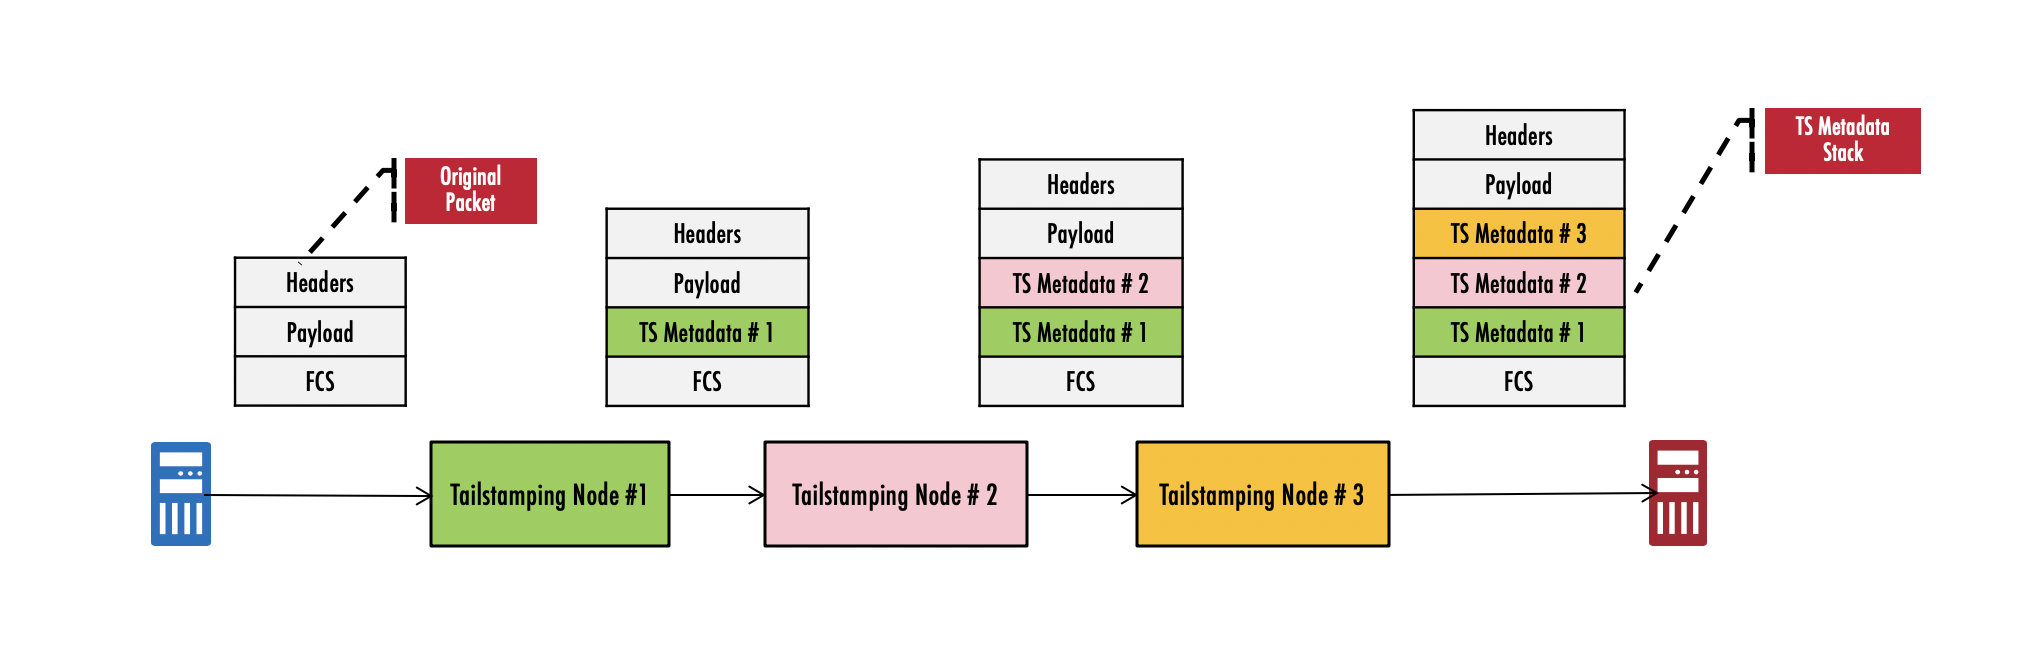 Original
Packet
Headers
Payload
FCS
Headers
Payload
TS Metadata # 1
FCS
Headers
Payload
TS Metadata # 2
TS Metadata # 1
FCS
Headers
Payload
TS Metadata # 3
TS Metadata # 2
TS Metadata # 1
FCS
TS Metadata
Stack
Tailstamping Node #1
Tailstamping Node # 2
Tailstamping Node # 3